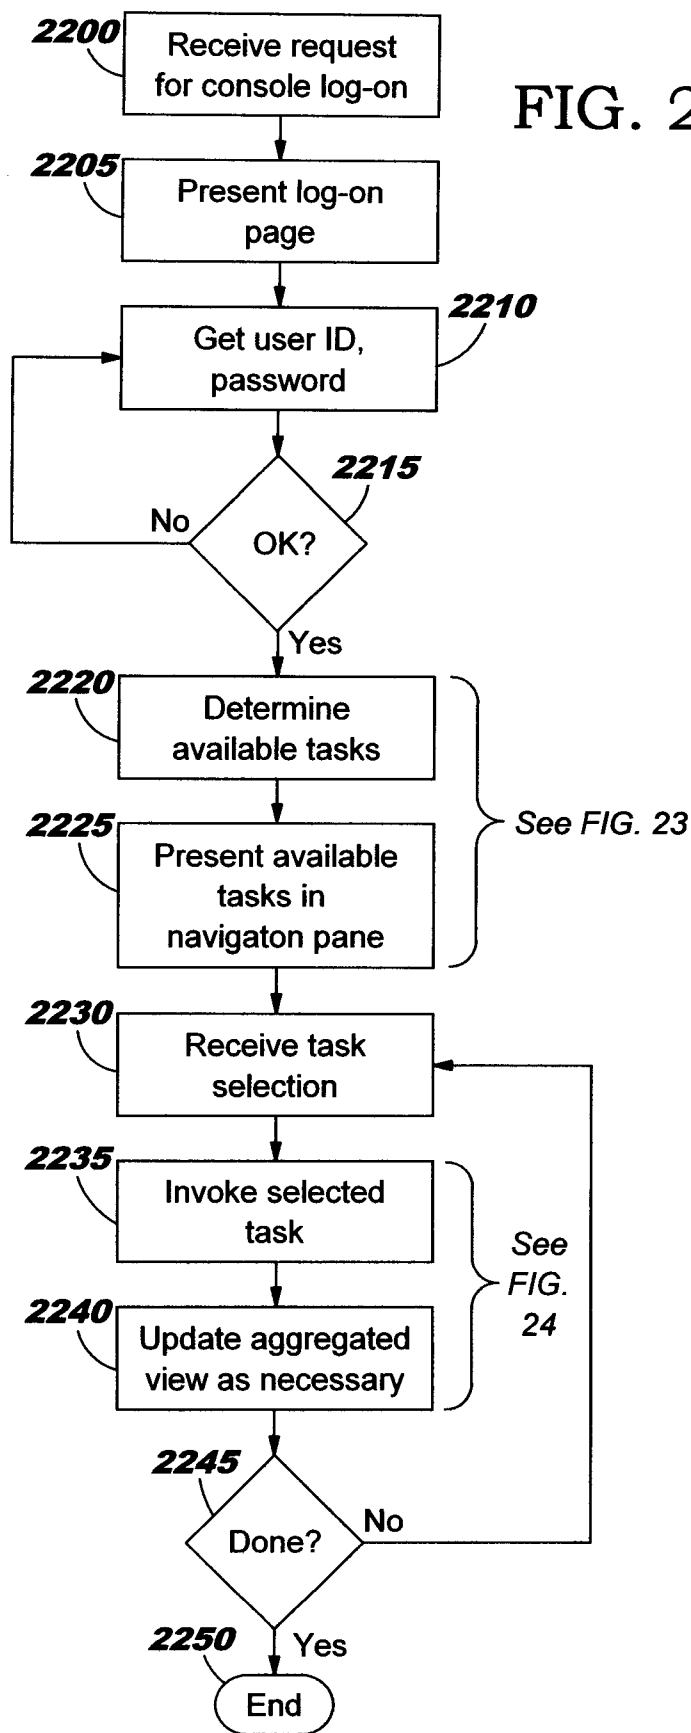 2200
Receive request
for console log-on
FIG. 2
2205
Present log-on
page
2210
Get user ID,
password
2215
No
OK?
Yes
2220
Determine
available tasks
See FIG. 23
2225
Present available
tasks in
navigaton pane
2230
Receive task
selection
2235
Invoke selected
task
See
FIG.
24
2240
Update aggregated
view as necessary
2245
Done?
No
Yes
2250
End